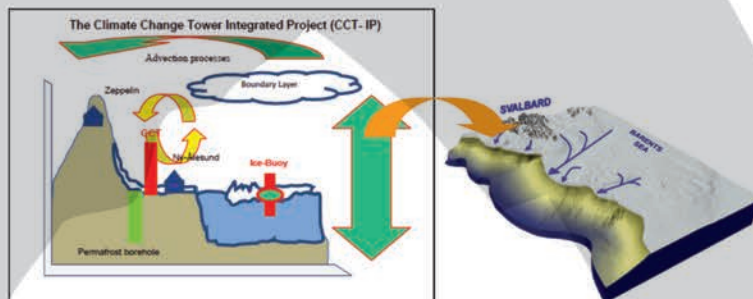 The Climate Change Tower Integrated Project (CCT- IP)
Advection processes
Zeppelin
Boundary Layer
CCT
Ny-Alesund
Ice-Buoy
Permafrost borehole
SVALBARD
BARENTS
SEA